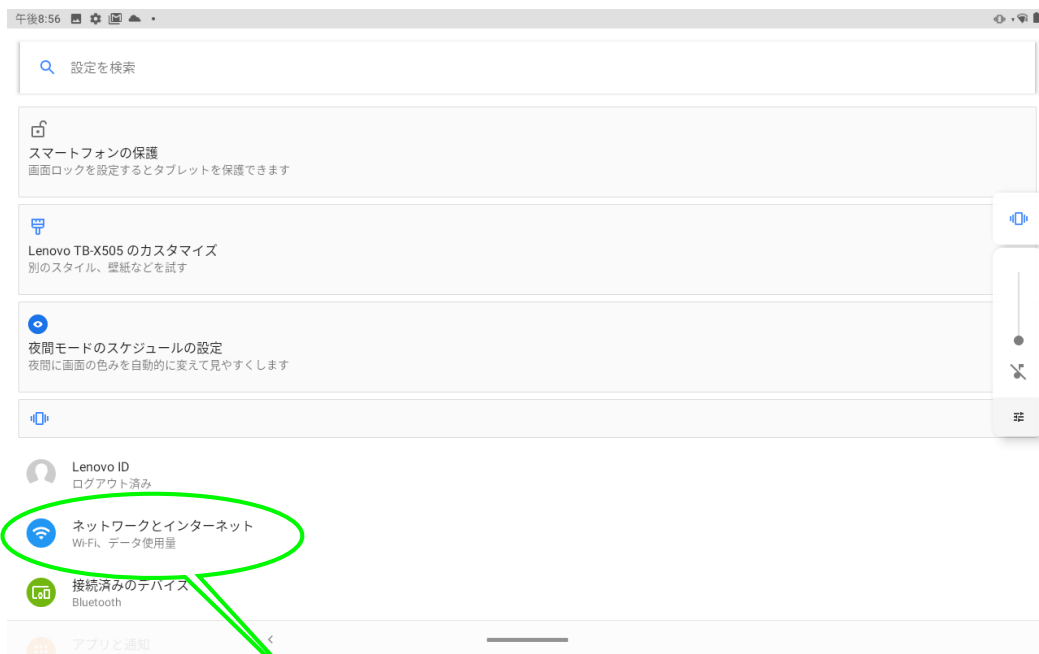 午後8:56
設定を検索
スマートフォンの保護
画面ロックを設定するとタブレットを保護できます
Lenovo TB-X505 のカスタマイズ
別のスタイル、壁紙などを試す
夜間モードのスケジュールの設定
夜間に画面の色みを自動的に変えて見やすくします
Lenovo ID
ログアウト済み
ネットワークとインターネット
Wi-Fi、データ使用量
接続済みのデバイス
Bluetooth
アプリと通知